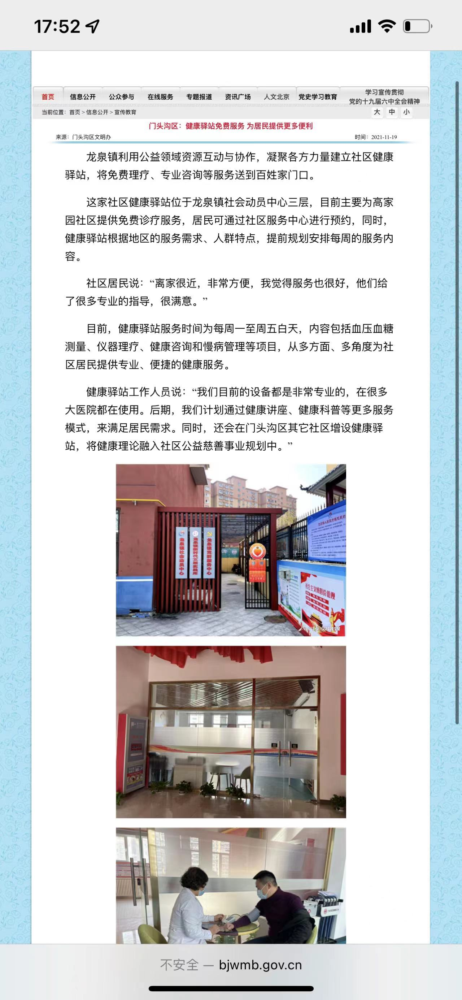 17:52
首页 信息公开 公众参与 在线服务 专题报道 资讯广场 人文北京 党史学习教育 学习宣传贯彻
党的十九届六中全会精神
当前位置：首页 > 信息公开 > 宣传教育 大 中 小
门头沟区：健康驿站免费服务 为居民提供更多便利
来源：门头沟区文明办 时间：2021-11-19
龙泉镇利用公益领域资源互动与协作，凝聚各方力量建立社区健康
驿站，将免费理疗、专业咨询等服务送到百姓家门口。
这家社区健康驿站位于龙泉镇社会动员中心三层，目前主要为高家
园社区提供免费诊疗服务，居民可通过社区服务中心进行预约，同时，
健康驿站根据地区的服务需求、人群特点，提前规划安排每周的服务内
容。
社区居民说：“离家很近，非常方便，我觉得服务也很好，他们给
了很多专业的指导，很满意。”
目前，健康驿站服务时间为每周一至周五白天，内容包括血压血糖
测量、仪器理疗、健康咨询和慢病管理等项目，从多方面、多角度为社
区居民提供专业、便捷的健康服务。
健康驿站工作人员说：“我们目前的设备都是非常专业的，在很多
大医院都在使用。后期，我们计划通过健康讲座、健康科普等更多服务
模式，来满足居民需求。同时，还会在门头沟区其它社区增设健康驿
站，将健康理论融入社区公益慈善事业规划中。”
龙泉镇社会动员中心
龙泉镇新时代文明实践所
龙泉镇党群服务中心
社会主义核心价值观
不安全 — bjwmb.gov.cn